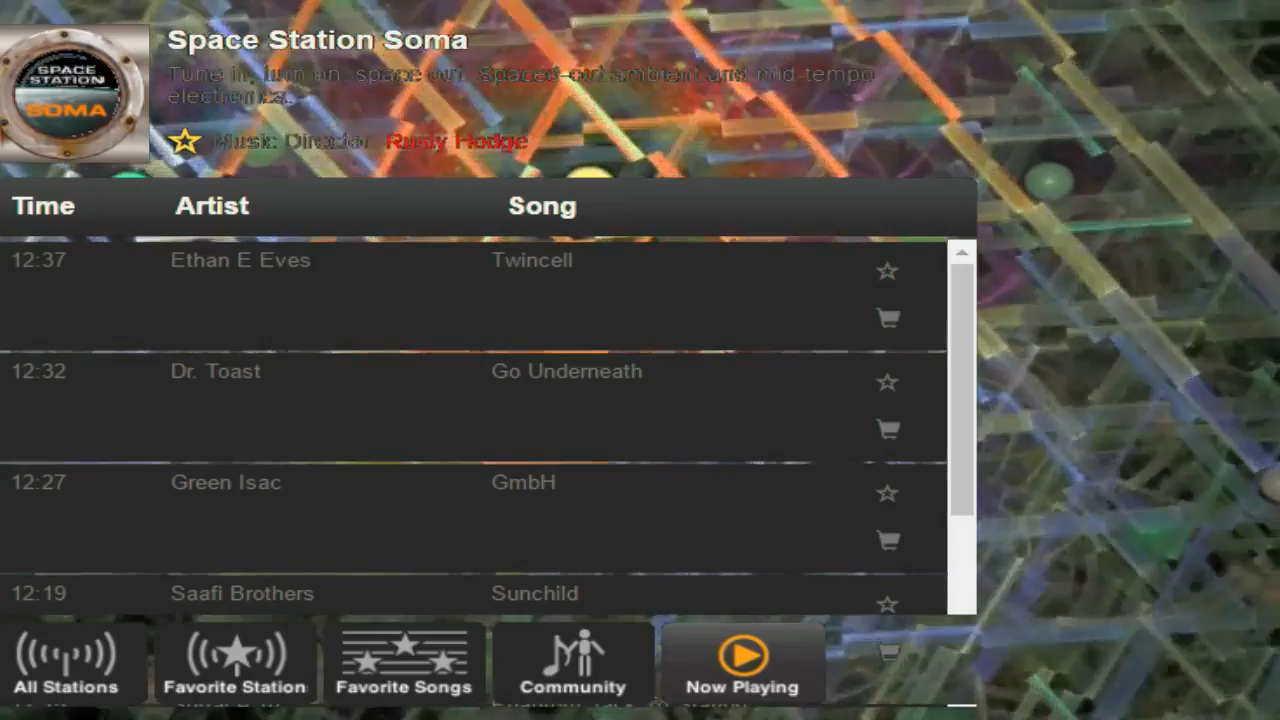 SPACE
STATION
SOMA
Space Station Soma
Tune in, turn on, space out. Spaced-out ambient and mid-tempo
electronica.
Music Director: Rusty Hodge
Time Artist Song
12:37 Ethan E Eves Twincell
12:32 Dr. Toast Go Underneath
12:27 Green Isac GmbH
12:19 Saafi Brothers Sunchild
All Stations Favorite Station Favorite Songs Community Now Playing